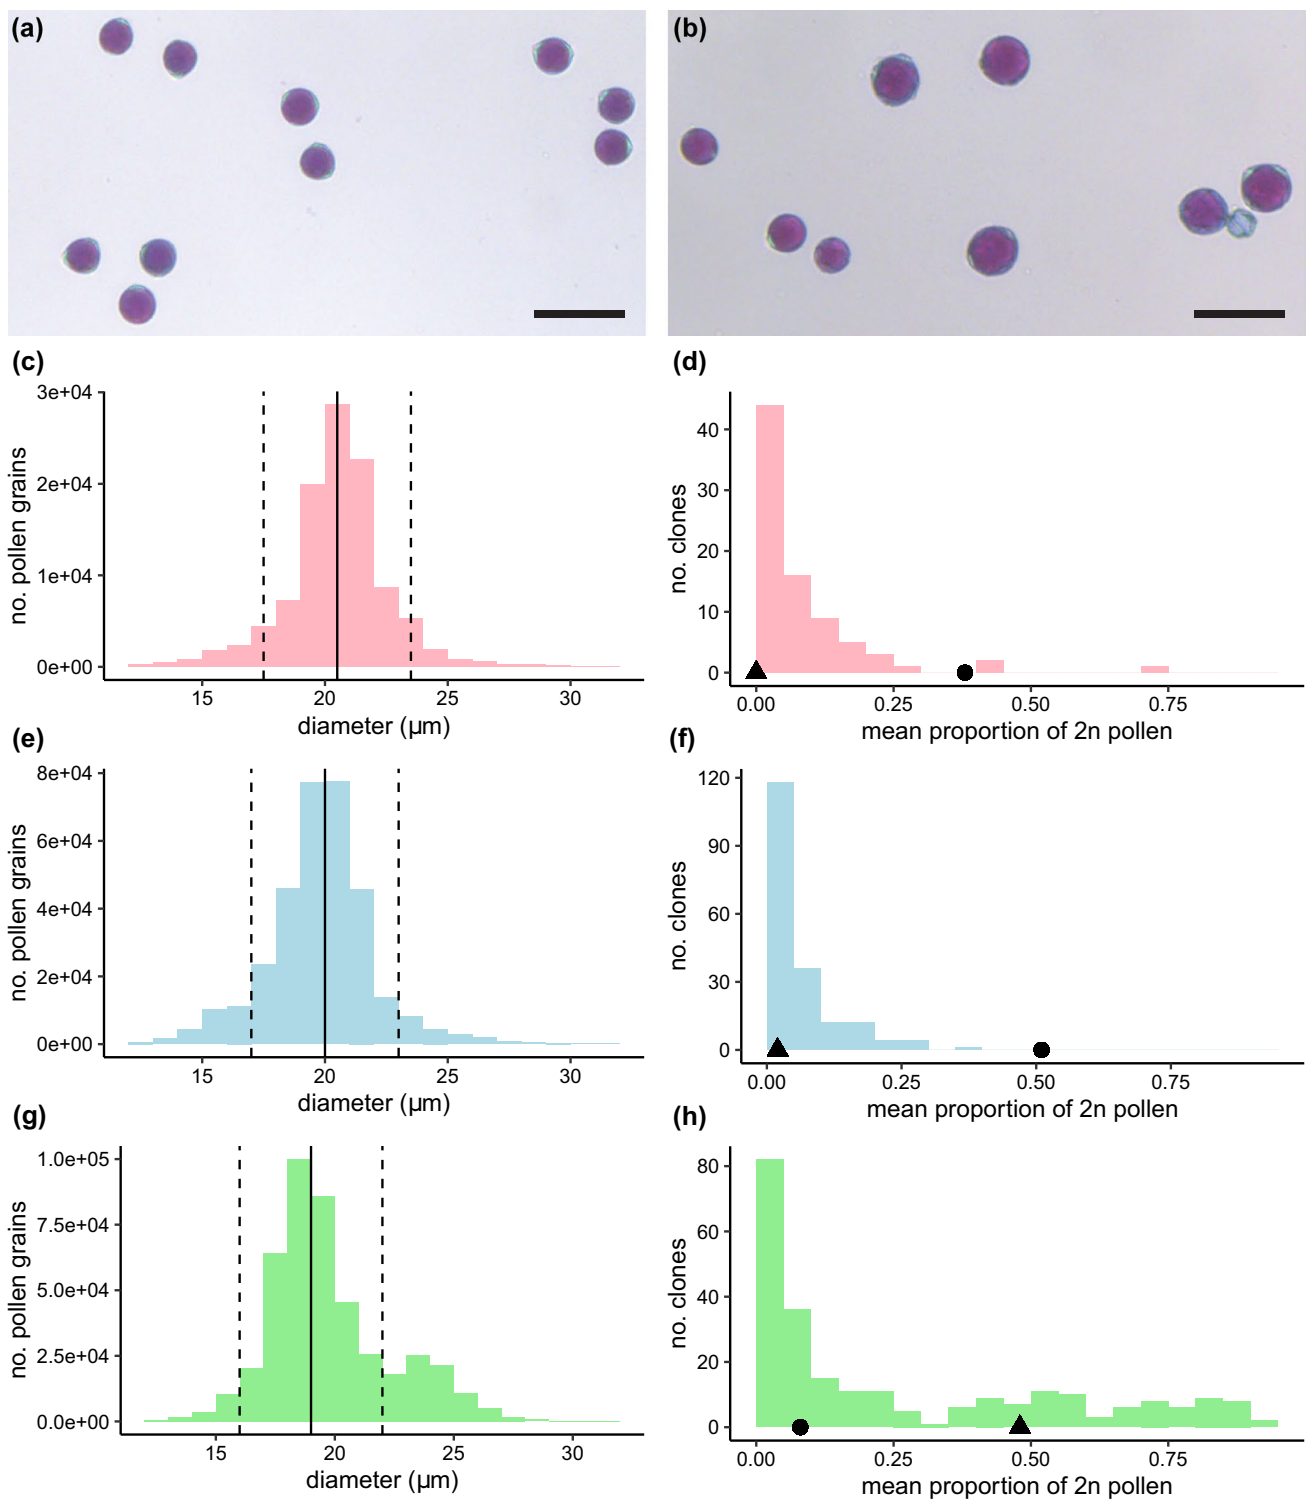 (a)
(b)
(c)
3e+04
2e+04
1e+04
0e+00
no. pollen grains
15
20
25
30
diameter (µm)
(d)
40
30
20
10
0
no. clones
0.00
0.25
0.50
0.75
mean proportion of 2n pollen
(e)
8e+04
6e+04
4e+04
2e+04
0e+00
no. pollen grains
15
20
25
30
diameter (µm)
(f)
120
90
60
30
0
no. clones
0.00
0.25
0.50
0.75
mean proportion of 2n pollen
(g)
1.0e+05
7.5e+04
5.0e+04
2.5e+04
0.0e+00
no. pollen grains
15
20
25
30
diameter (µm)
(h)
80
60
40
20
0
no. clones
0.00
0.25
0.50
0.75
mean proportion of 2n pollen